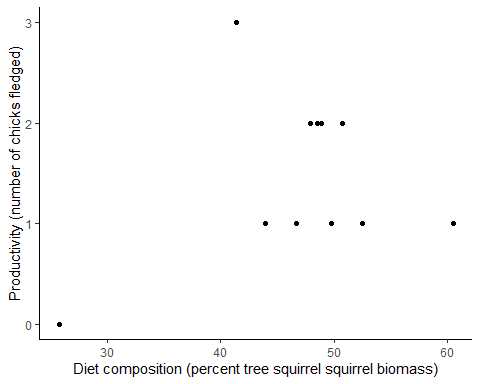 3
2
1
0
Productivity (number of chicks fledged)
30 40 50 60
Diet composition (percent tree squirrel squirrel biomass)